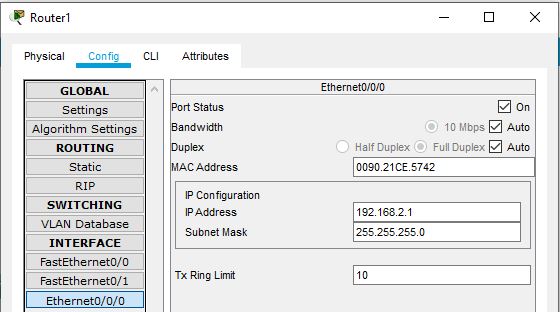 Router1
Physical Config CLI Attributes
GLOBAL
Settings
Algorithm Settings
ROUTING
Static
RIP
SWITCHING
VLAN Database
INTERFACE
FastEthernet0/0
FastEthernet0/1
Ethernet0/0/0
Ethernet0/0/0
Port Status On
Bandwidth 10 Mbps Auto
Duplex Half Duplex Full Duplex Auto
MAC Address 0090.21CE.5742
IP Configuration
IP Address 192.168.2.1
Subnet Mask 255.255.255.0
Tx Ring Limit 10